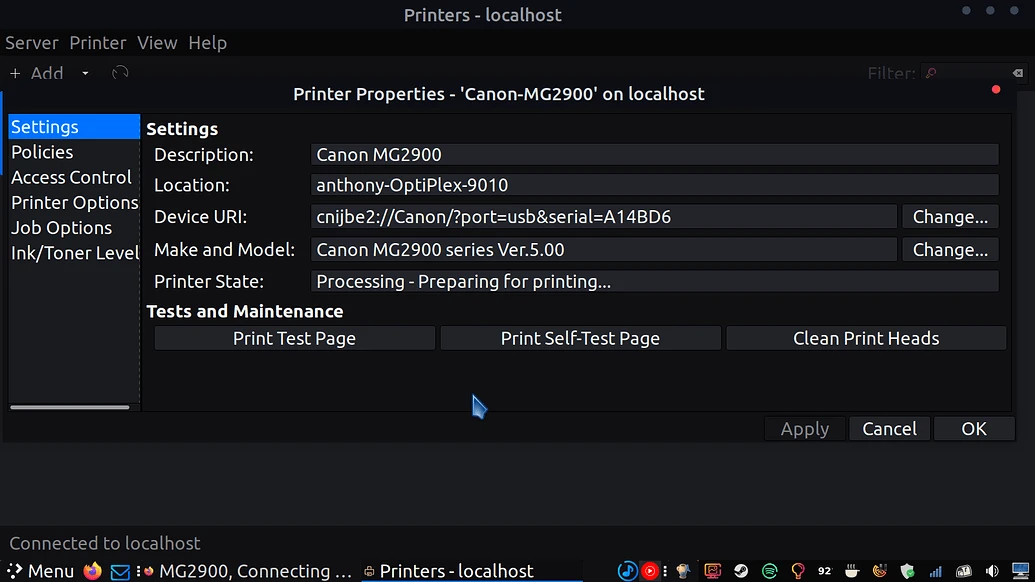 Printers - localhost
Server Printer View Help
+ Add Filter:
Printer Properties - 'Canon-MG2900' on localhost
Settings
Policies
Access Control
Printer Options
Job Options
Ink/Toner Level
Settings
Description: Canon MG2900
Location: anthony-OptiPlex-9010
Device URI: cnijbe2://Canon/?port=usb&serial=A14BD6 Change...
Make and Model: Canon MG2900 series Ver.5.00 Change...
Printer State: Processing - Preparing for printing...
Tests and Maintenance
Print Test Page Print Self-Test Page Clean Print Heads
Apply Cancel OK
Connected to localhost
Menu MG2900, Connecting ... Printers - localhost 92°